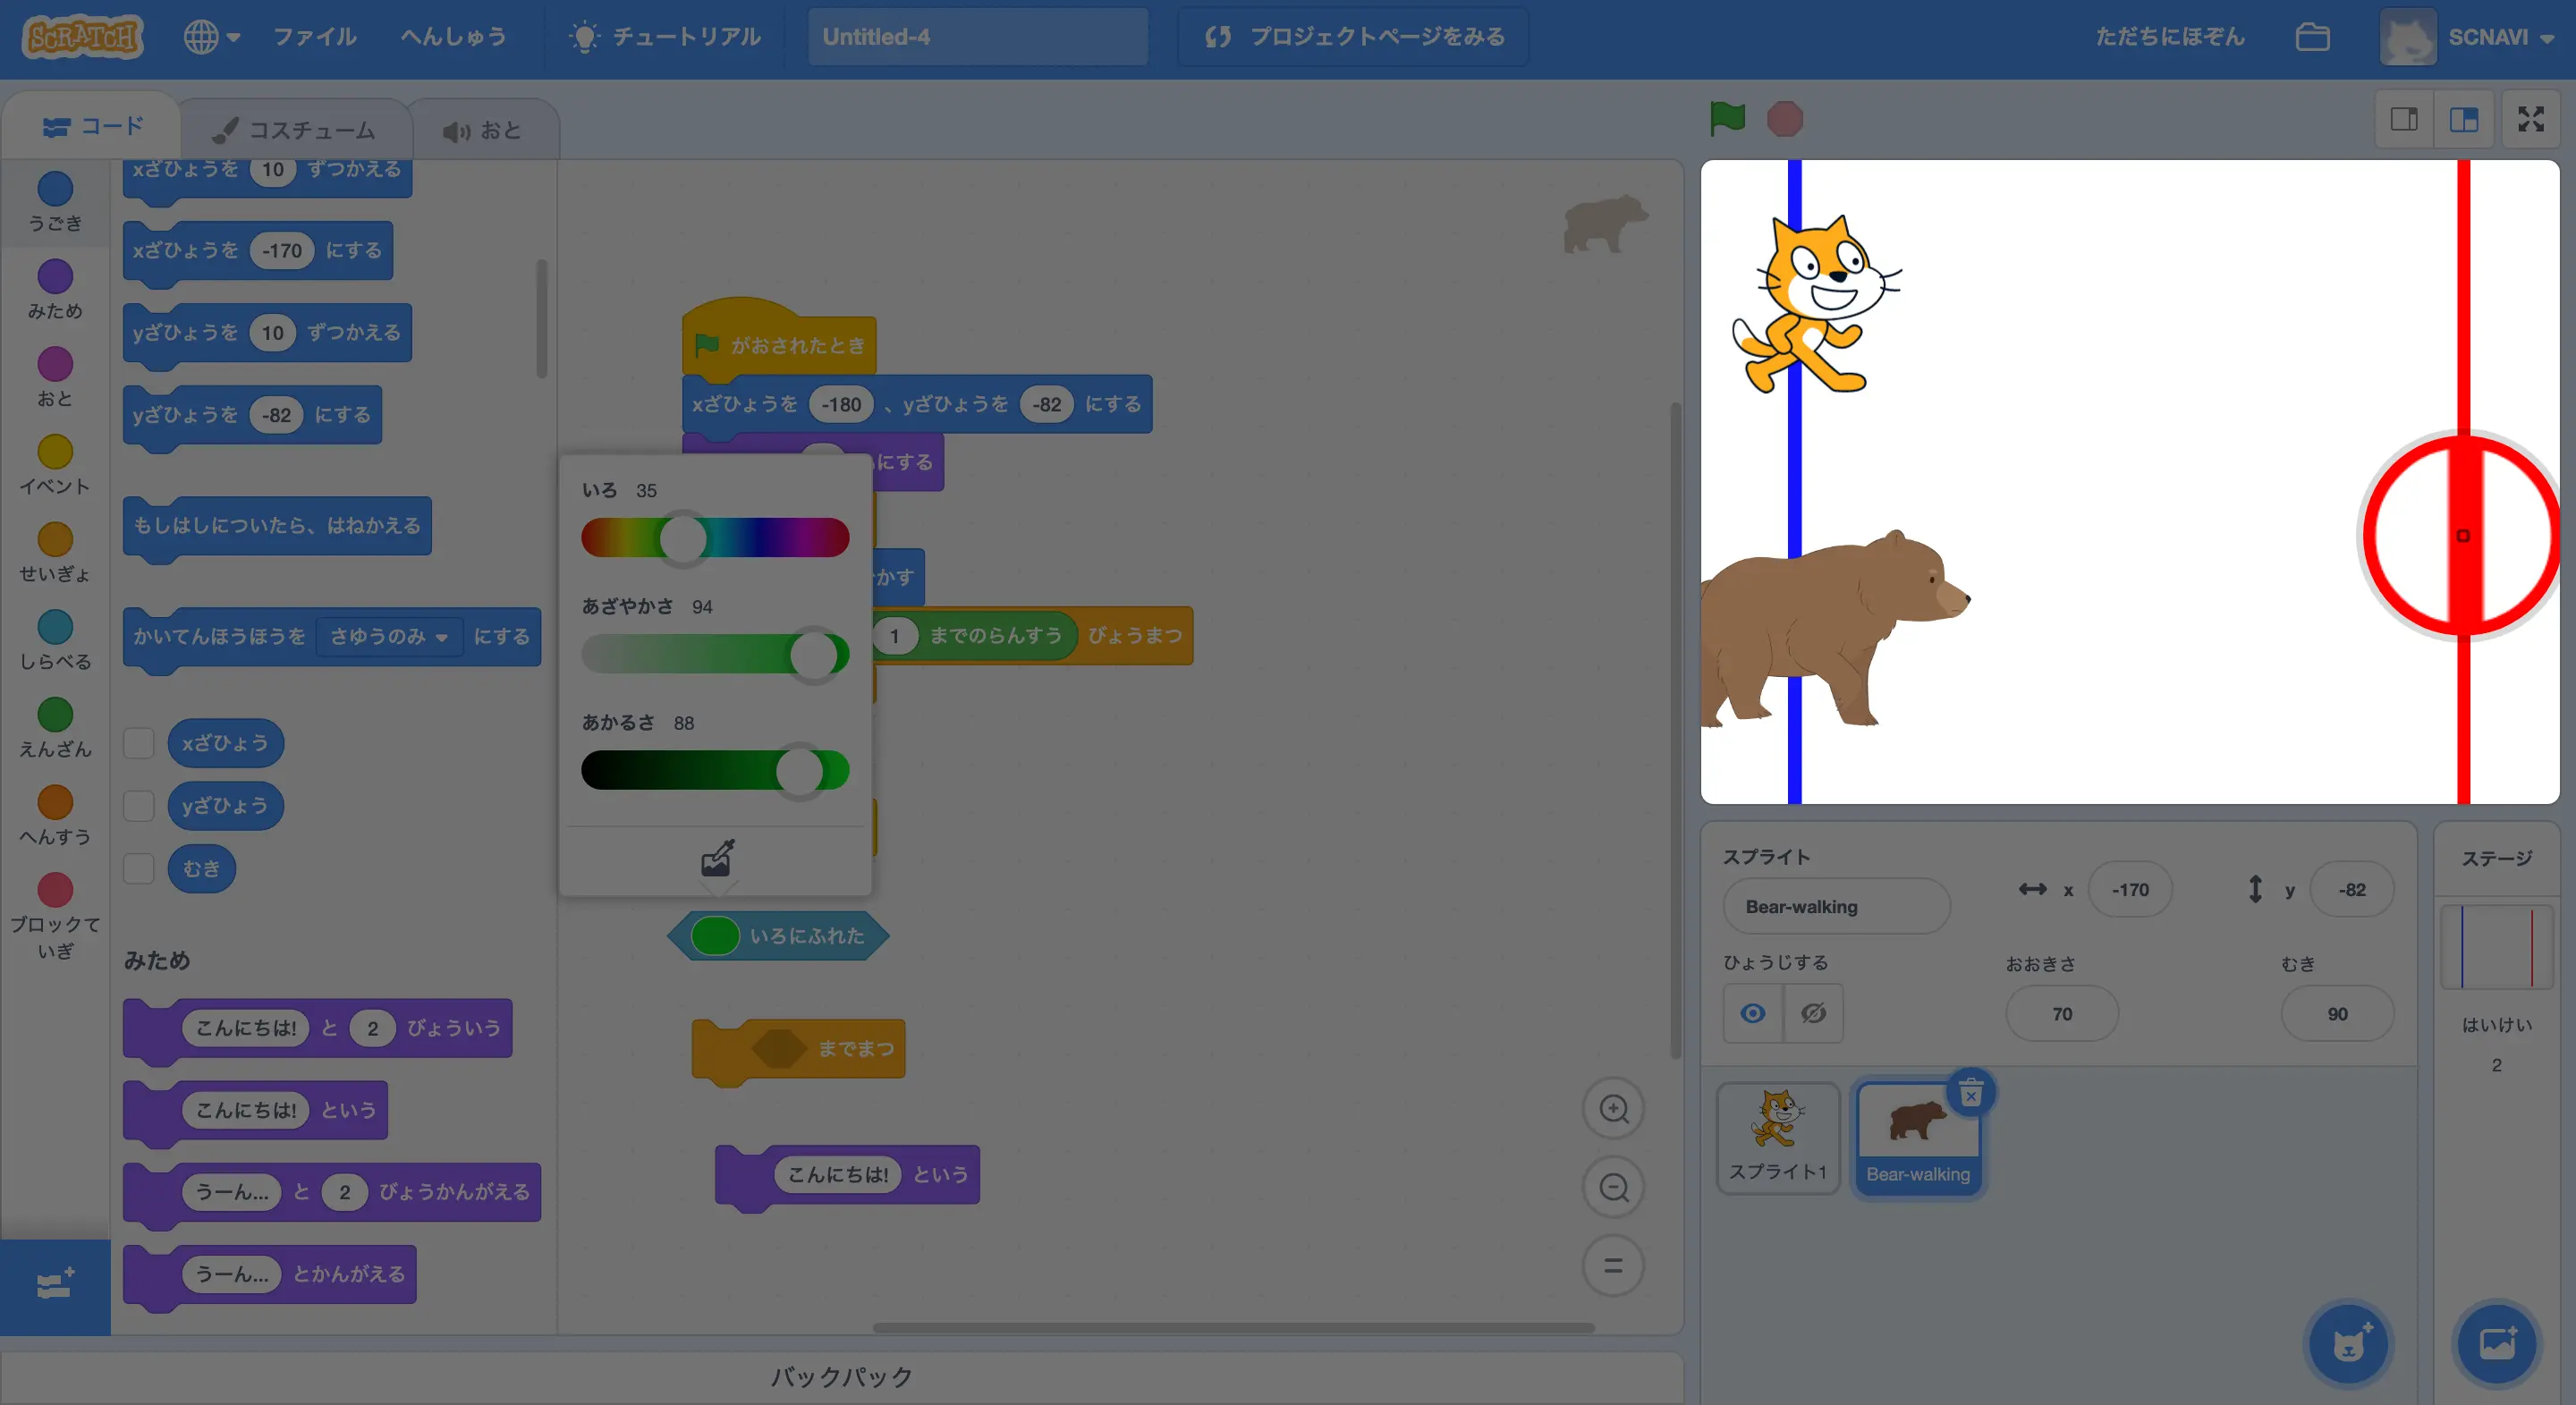 SCRATCH
ファイル
へんしゅう
チュートリアル
Untitled-4
プロジェクトページをみる
ただちにほぞん
SCNAVI
コード
コスチューム
おと
うごき
みため
おと
イベント
せいぎょ
しらべる
えんざん
へんすう
ブロックて
いぎ
xざひょうを 10 ずつかえる
xざひょうを -170 にする
yざひょうを 10 ずつかえる
yざひょうを -82 にする
もしはしについたら、はねかえる
かいてんほうほうを さゆうのみ にする
xざひょう
yざひょう
むき
みため
こんにちは! と 2 びょういう
こんにちは! という
うーん... と 2 びょうかんがえる
うーん... とかんがえる
がおされたとき
xざひょうを -180 、yざひょうを -82 にする
にする
かす
1 までのらんすう びょうまつ
いろ 35
あざやかさ 94
あかるさ 88
いろにふれた
までまつ
こんにちは! という
バックパック
スプライト
Bear-walking
x -170
y -82
ひょうじする
おおきさ
70
むき
90
スプライト1
Bear-walking
ステージ
はいけい
2